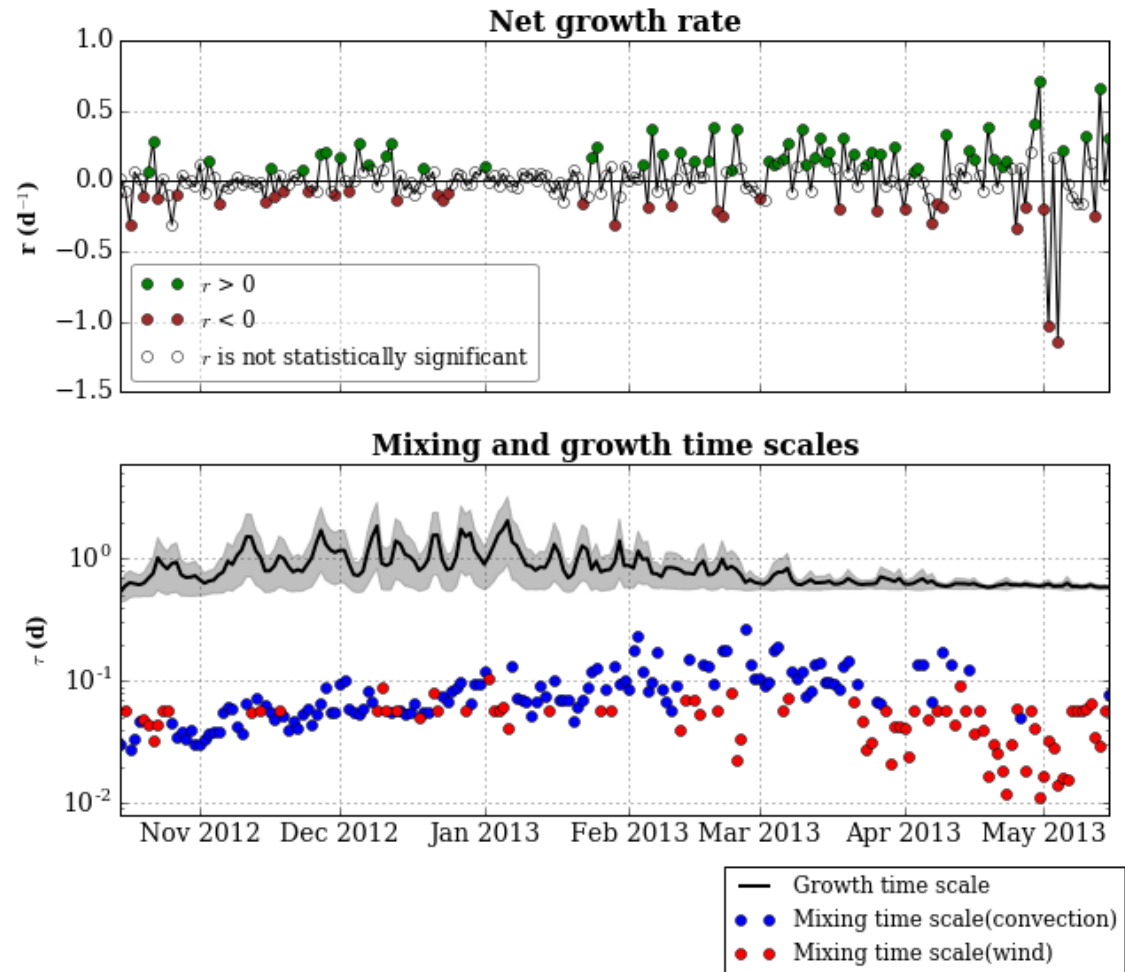 Net growth rate
1.0
0.5
0.0
−0.5
−1.0
−1.5
r (d⁻¹)
r > 0
r < 0
r is not statistically significant
Mixing and growth time scales
10⁰
10⁻¹
10⁻²
τ (d)
Nov 2012 Dec 2012 Jan 2013 Feb 2013 Mar 2013 Apr 2013 May 2013
Growth time scale
Mixing time scale(convection)
Mixing time scale(wind)